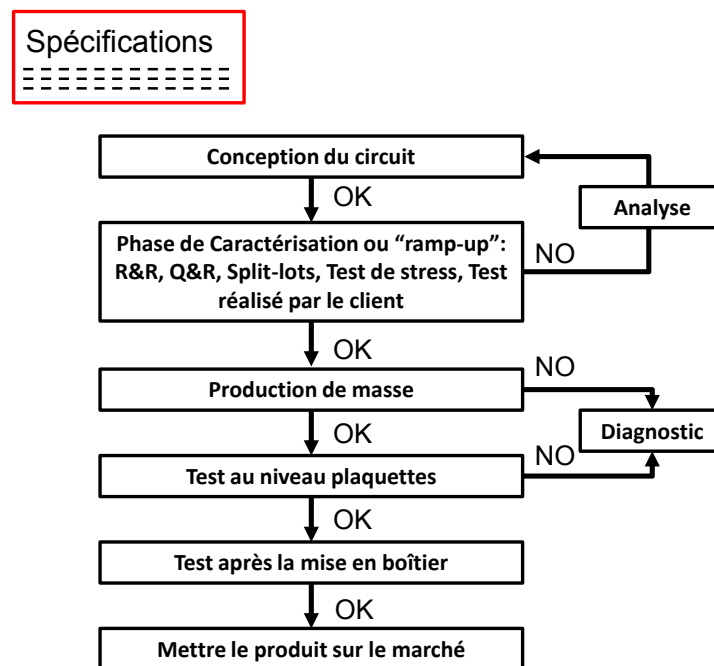 Spécifications
Conception du circuit
OK
Analyse
Phase de Caractérisation ou “ramp-up”:
R&R, Q&R, Split-lots, Test de stress, Test
réalisé par le client
NO
OK
Production de masse
NO
OK
Diagnostic
Test au niveau plaquettes
NO
OK
Test après la mise en boîtier
OK
Mettre le produit sur le marché